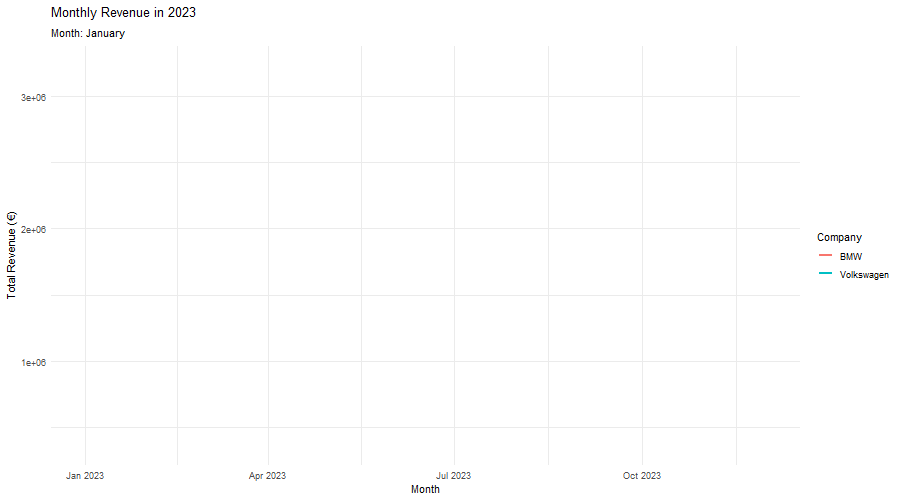 Monthly Revenue in 2023
Month: January
3e+06
2e+06
1e+06
Total Revenue (€)
Jan 2023
Apr 2023
Jul 2023
Oct 2023
Month
Company
BMW
Volkswagen